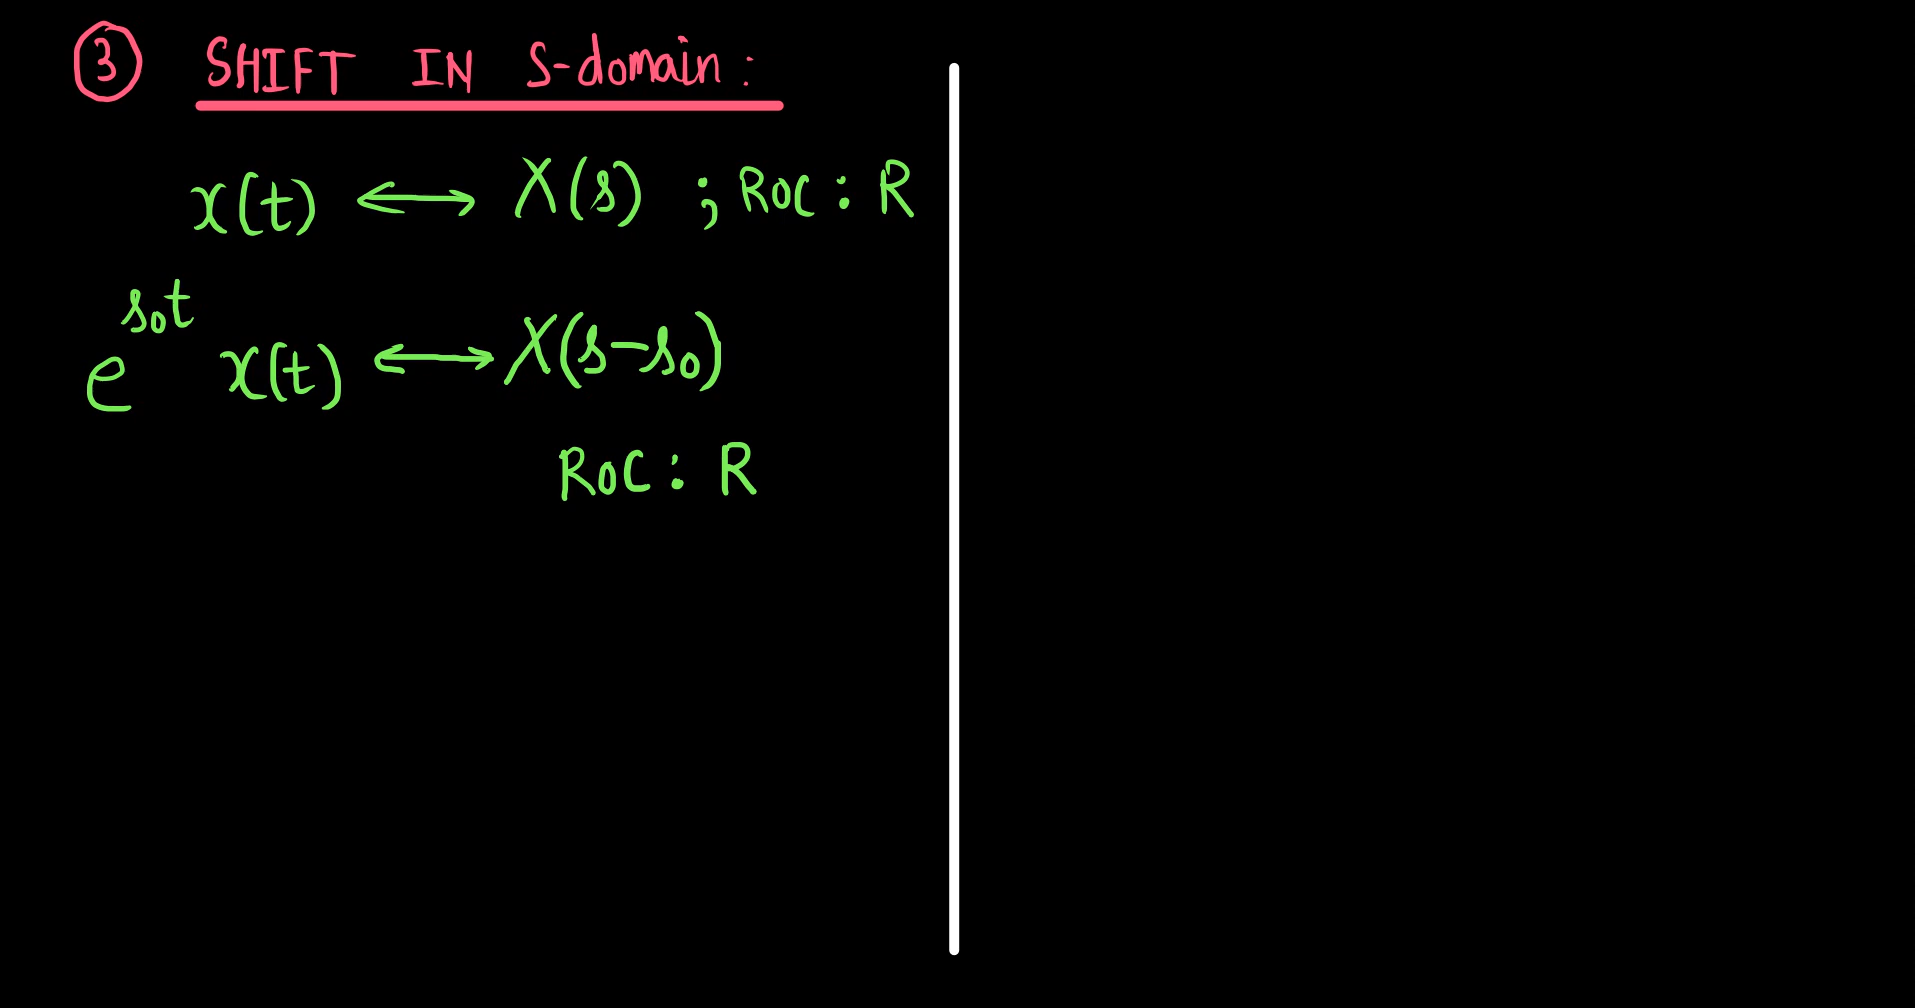 ③ SHIFT IN S-domain:
x(t) ⟷ X(s) ; ROC : R
e^{s₀t} x(t) ⟷ X(s-s₀)
ROC : R